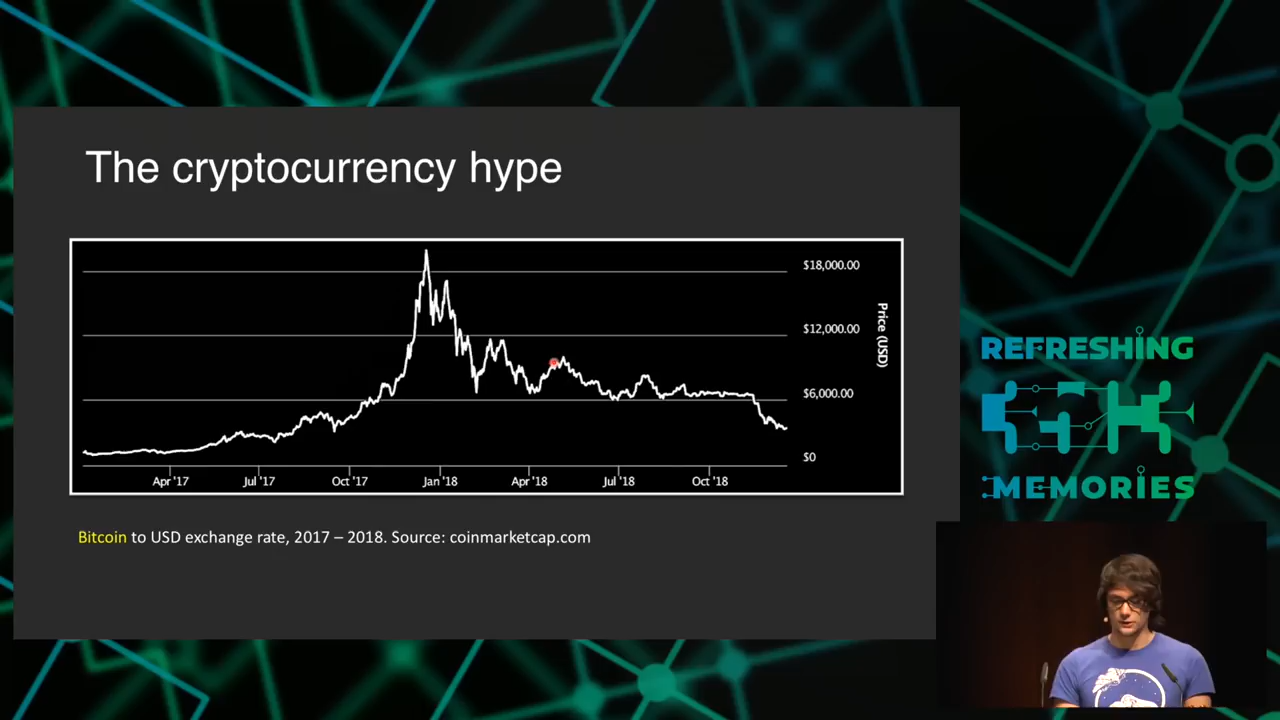 The cryptocurrency hype
$18,000.00
$12,000.00
$6,000.00
$0
Price (USD)
Apr '17
Jul '17
Oct '17
Jan '18
Apr '18
Jul '18
Oct '18
Bitcoin to USD exchange rate, 2017 – 2018. Source: coinmarketcap.com
REFRESHING
35C3
MEMORIES